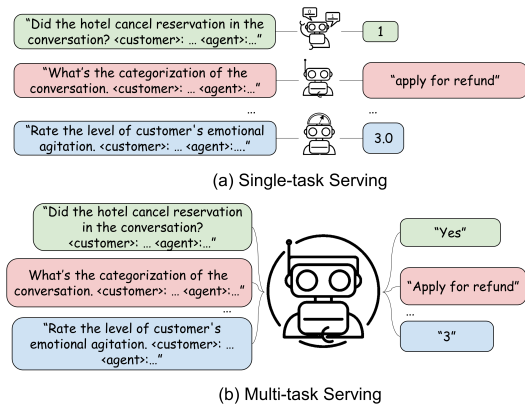 “Did the hotel cancel reservation in the
conversation? <customer>: ... <agent>:...”
1
“What’s the categorization of the
conversation. <customer>: ... <agent>:...”
“apply for refund”
...
...
“Rate the level of customer's emotional
agitation. <customer>: ... <agent>:....”
3.0
(a) Single-task Serving
“Did the hotel cancel reservation
in the conversation?
<customer>: ... <agent>:...”
“Yes”
What’s the categorization of the
conversation. <customer>: ... <agent>:...”
“Apply for refund”
...
...
“Rate the level of customer's
emotional agitation. <customer>: ...
<agent>:...”
“3”
(b) Multi-task Serving